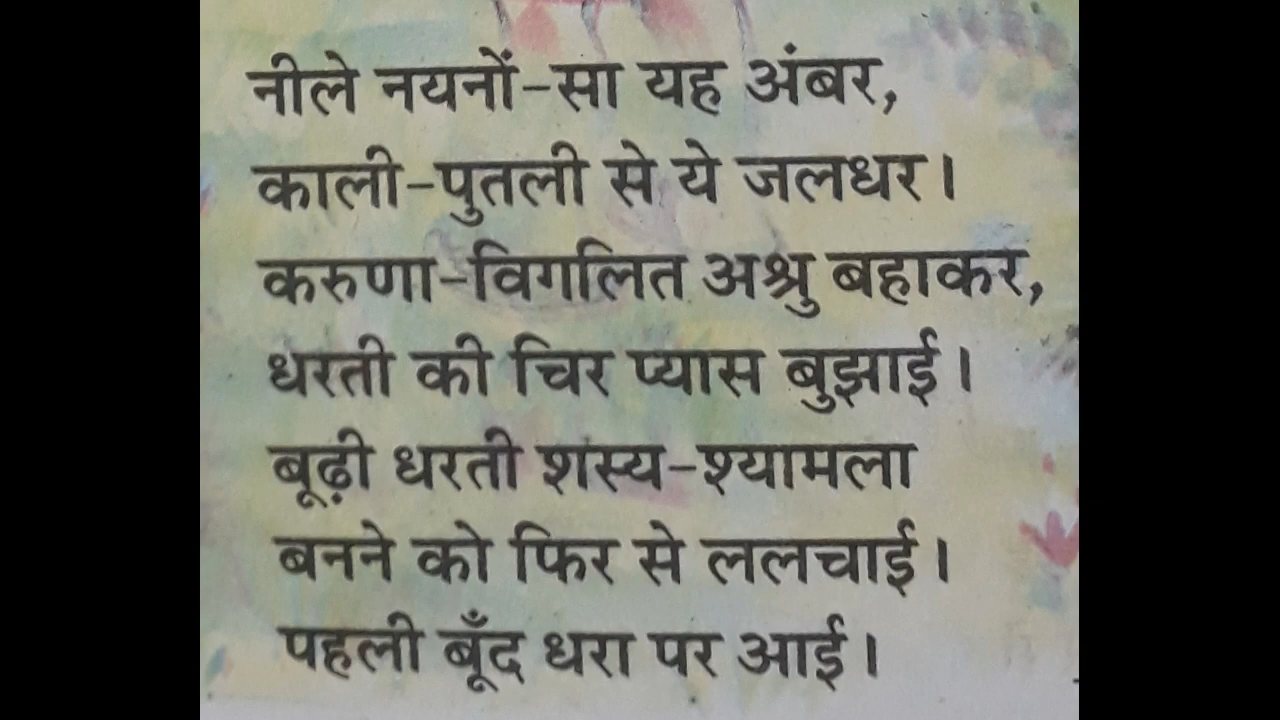 नीले नयनों-सा यह अंबर,
काली-पुतली से ये जलधर।
करुणा-विगलित अश्रु बहाकर,
धरती की चिर प्यास बुझाई।
बूढ़ी धरती शस्य-श्यामला
बनने को फिर से ललचाई।
पहली बूँद धरा पर आई।